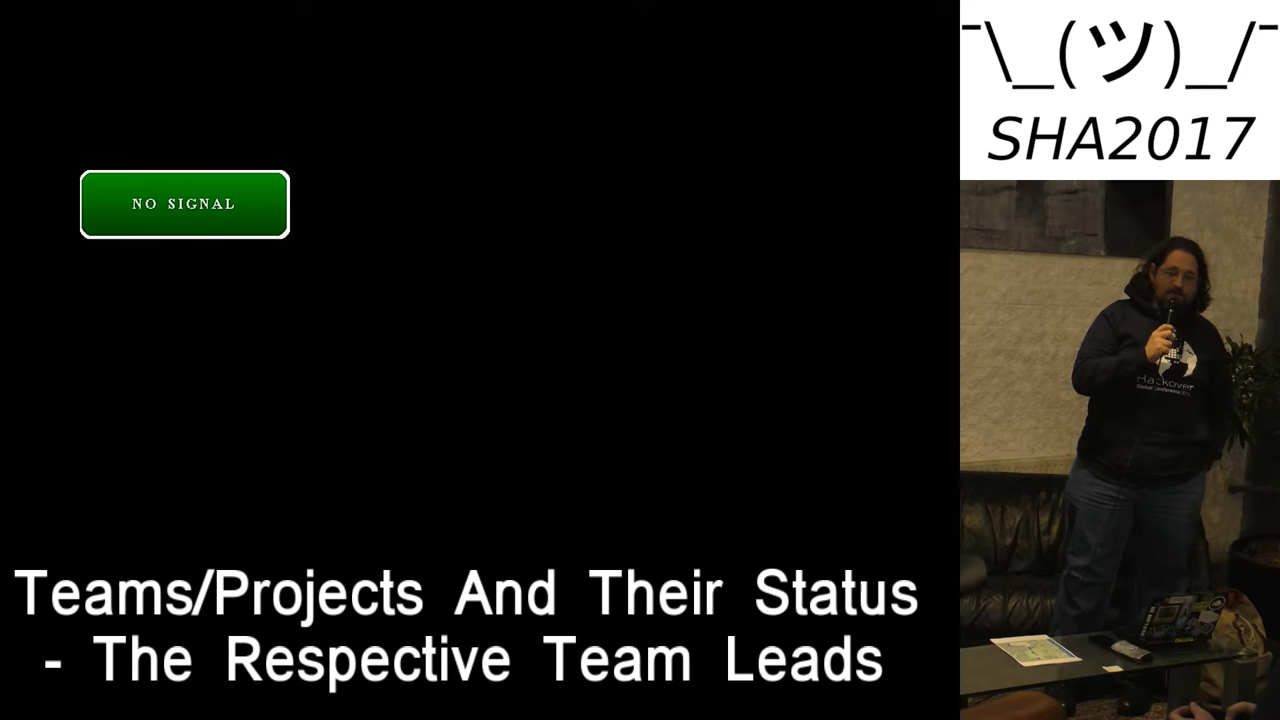 ¯\_(ツ)_/¯
SHA2017
NO SIGNAL
Hackover
Teams/Projects And Their Status
- The Respective Team Leads